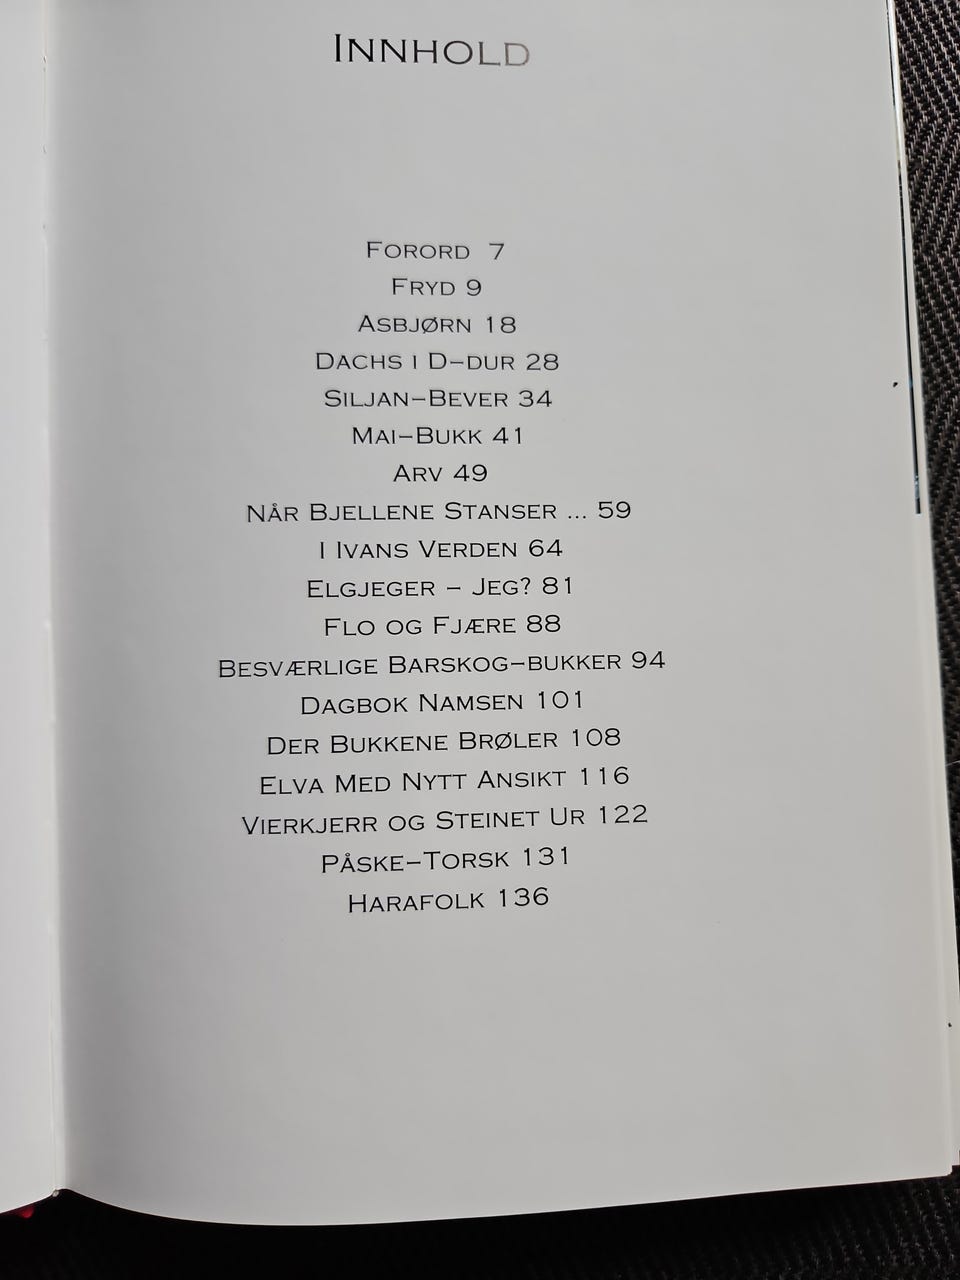 INNHOLD
FORORD 7
FRYD 9
ASBJØRN 18
DACHS I D-DUR 28
SILJAN-BEVER 34
MAI-BUKK 41
ARV 49
NÅR BJELLENE STANSER ... 59
I IVANS VERDEN 64
ELGJEGER – JEG? 81
FLO OG FJÆRE 88
BESVÆRLIGE BARSKOG-BUKKER 94
DAGBOK NAMSEN 101
DER BUKKENE BRØLER 108
ELVA MED NYTT ANSIKT 116
VIERKJERR OG STEINET UR 122
PÅSKE-TORSK 131
HARAFOLK 136